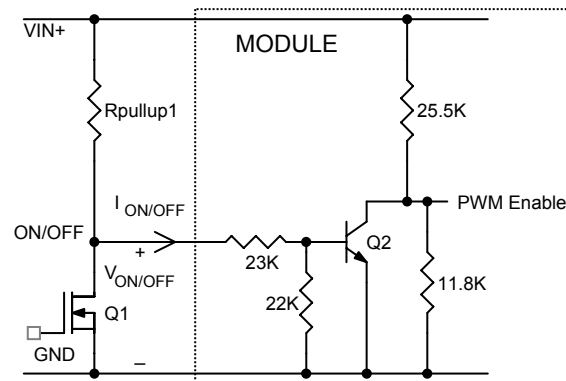 VIN+
MODULE
Rpullup1
25.5K
I ON/OFF
PWM Enable
ON/OFF
+
Q2
23K
V ON/OFF
22K
11.8K
Q1
GND
_